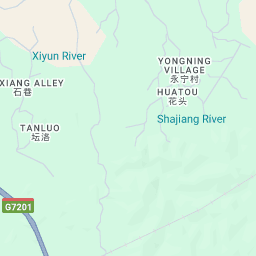 Xiyun River
YONGNING
VILLAGE
永宁村
XIANG ALLEY
石巷
HUATOU
花头
Shajiang River
TANLUO
坛洛
G7201